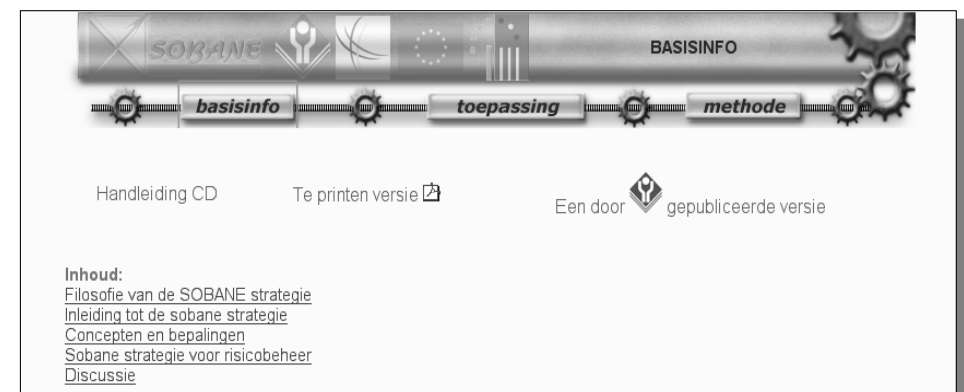 SOBANE
BASISINFO
basisinfo toepassing methode
Handleiding CD Te printen versie
Een door gepubliceerde versie
Inhoud:
Filosofie van de SOBANE strategie
Inleiding tot de sobane strategie
Concepten en bepalingen
Sobane strategie voor risicobeheer
Discussie